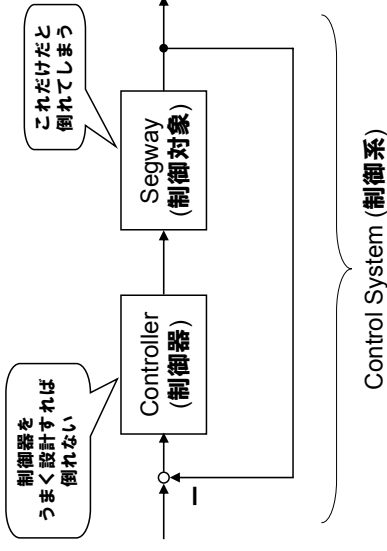 制御器を
うまく設計すれば
倒れない
これだけだと
倒れてしまう
Controller
(制御器)
Segway
(制御対象)
Control System (制御系)